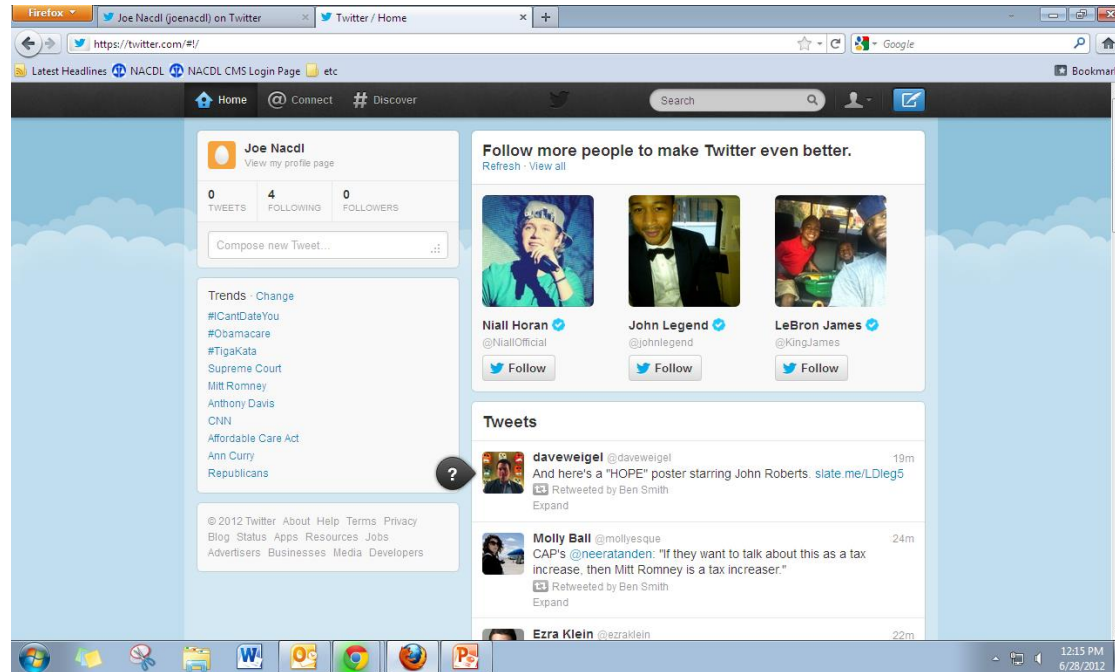 Firefox
Joe Nacdl (joenacdl) on Twitter
Twitter / Home
https://twitter.com/#!/
Google
Latest Headlines NACDL NACDL CMS Login Page etc
Bookmar
Home Connect Discover
Search
Joe Nacdl
View my profile page
0 4 0
TWEETS FOLLOWING FOLLOWERS
Compose new Tweet...
Trends · Change
#ICantDateYou
#Obamacare
#TigaKata
Supreme Court
Mitt Romney
Anthony Davis
CNN
Affordable Care Act
Ann Curry
Republicans
© 2012 Twitter About Help Terms Privacy
Blog Status Apps Resources Jobs
Advertisers Businesses Media Developers
Follow more people to make Twitter even better.
Refresh · View all
Niall Horan
@NiallOfficial
Follow
John Legend
@johnlegend
Follow
LeBron James
@KingJames
Follow
Tweets
?
daveweigel @daveweigel 19m
And here's a "HOPE" poster starring John Roberts. slate.me/LDleg5
Retweeted by Ben Smith
Expand
Molly Ball @mollyesque 24m
CAP's @neeratanden: "If they want to talk about this as a tax
increase, then Mitt Romney is a tax increaser."
Retweeted by Ben Smith
Expand
Ezra Klein @ezraklein 22m
12:15 PM
6/28/2012